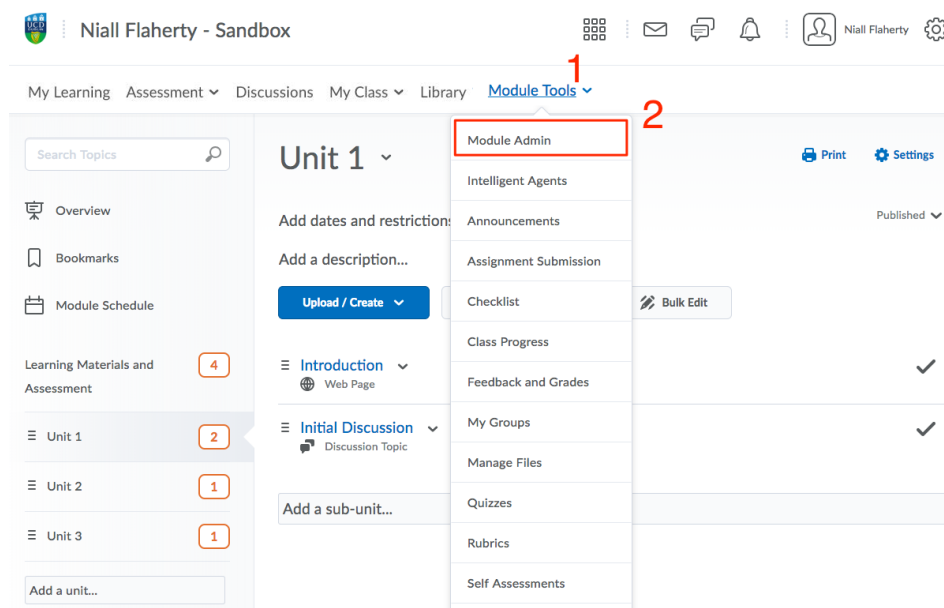 UCD
DUBLIN
Niall Flaherty - Sandbox
Niall Flaherty
1
My Learning Assessment Discussions My Class Library Module Tools
2
Search Topics
Overview
Bookmarks
Module Schedule
Learning Materials and
Assessment
4
Unit 1
2
Unit 2
1
Unit 3
1
Add a unit...
Unit 1
Print
Settings
Add dates and restrictions
Published
Add a description...
Upload / Create
Bulk Edit
Introduction
Web Page
Initial Discussion
Discussion Topic
Add a sub-unit...
Module Admin
Intelligent Agents
Announcements
Assignment Submission
Checklist
Class Progress
Feedback and Grades
My Groups
Manage Files
Quizzes
Rubrics
Self Assessments